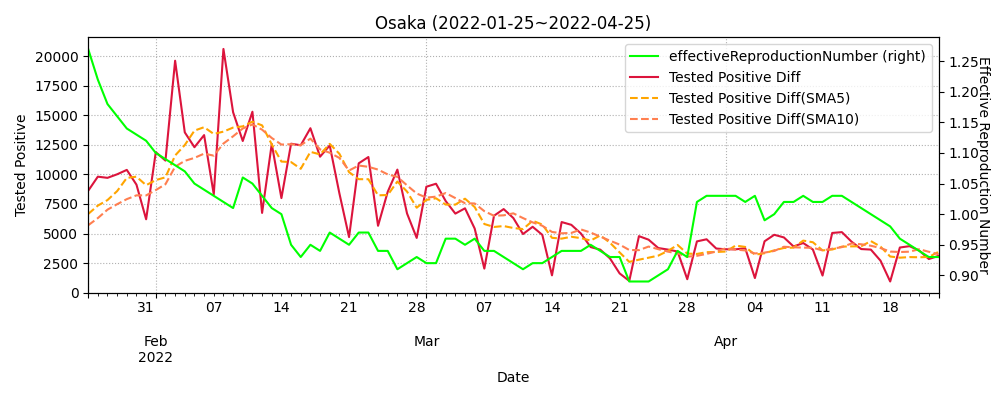 Osaka (2022-01-25~2022-04-25)
effectiveReproductionNumber (right)
Tested Positive Diff
Tested Positive Diff(SMA5)
Tested Positive Diff(SMA10)
Tested Positive
20000
17500
15000
12500
10000
7500
5000
2500
0
Effective Reproduction Number
1.25
1.20
1.15
1.10
1.05
1.00
0.95
0.90
31 07 14 21 28 07 14 21 28 04 11 18
Feb Mar Apr
2022
Date